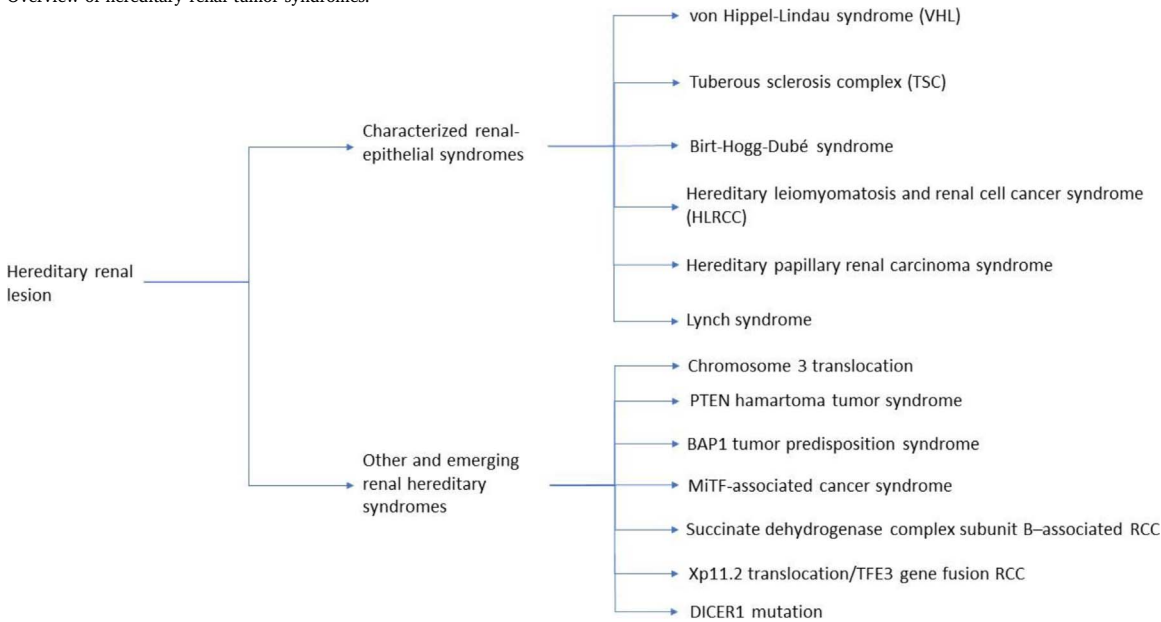 Overview of hereditary renal tumor syndromes.
von Hippel-Lindau syndrome (VHL)
Tuberous sclerosis complex (TSC)
Characterized renal-
epithelial syndromes
Birt-Hogg-Dubé syndrome
Hereditary leiomyomatosis and renal cell cancer syndrome
(HLRCC)
Hereditary papillary renal carcinoma syndrome
Lynch syndrome
Hereditary renal
lesion
Chromosome 3 translocation
PTEN hamartoma tumor syndrome
BAP1 tumor predisposition syndrome
Other and emerging
renal hereditary
syndromes
MiTF-associated cancer syndrome
Succinate dehydrogenase complex subunit B–associated RCC
Xp11.2 translocation/TFE3 gene fusion RCC
DICER1 mutation